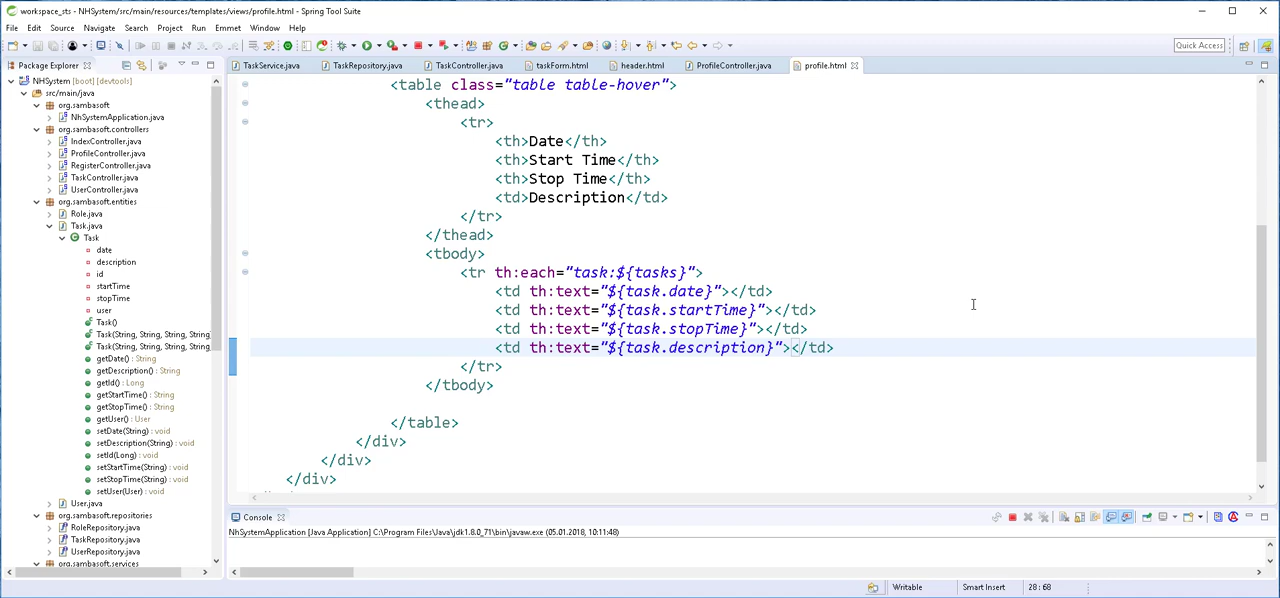 workspace_sts - NHSystem/src/main/resources/templates/views/profile.html - Spring Tool Suite
File Edit Source Navigate Search Project Run Emmet Window Help
Quick Access
Package Explorer
TaskService.java TaskRepository.java TaskController.java taskForm.html header.html ProfileController.java profile.html
NHSystem [boot] [devtools]
src/main/java
org.sambasoft
NhSystemApplication.java
org.sambasoft.controllers
IndexController.java
ProfileController.java
RegisterController.java
TaskController.java
UserController.java
org.sambasoft.entities
Role.java
Task.java
Task
date
description
id
startTime
stopTime
user
Task()
Task(String, String, String, String)
Task(String, String, String, String,
getDate() : String
getDescription() : String
getId() : Long
getStartTime() : String
getStopTime() : String
getUser() : User
setDate(String) : void
setDescription(String) : void
setId(Long) : void
setStartTime(String) : void
setStopTime(String) : void
setUser(User) : void
User.java
org.sambasoft.repositories
RoleRepository.java
TaskRepository.java
UserRepository.java
org.sambasoft.services
<table class="table table-hover">
<thead>
<tr>
<th>Date</th>
<th>Start Time</th>
<th>Stop Time</th>
<td>Description</td>
</tr>
</thead>
<tbody>
<tr th:each="task:${tasks}">
<td th:text="${task.date}"></td>
<td th:text="${task.startTime}"></td>
<td th:text="${task.stopTime}"></td>
<td th:text="${task.description}"></td>
</tr>
</tbody>
</table>
</div>
</div>
</div>
Console
NhSystemApplication [Java Application] C:\Program Files\Java\jdk1.8.0_71\bin\javaw.exe (05.01.2018, 10:11:48)
Writable Smart Insert 28 : 68